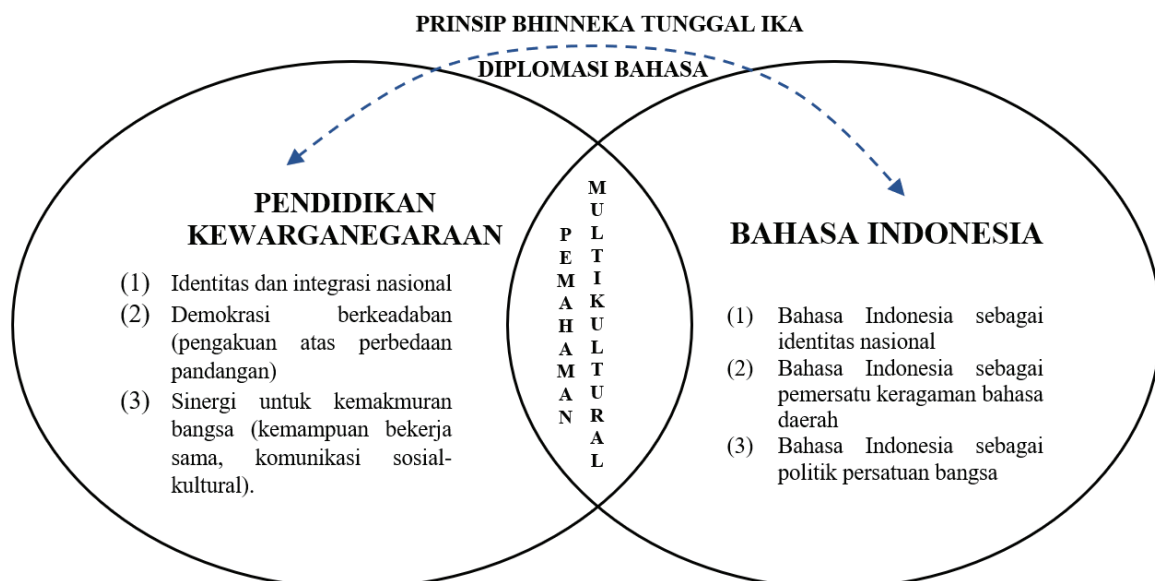 PRINSIP BHINNEKA TUNGGAL IKA
DIPLOMASI BAHASA
PENDIDIKAN
KEWARGANEGARAAN
(1) Identitas dan integrasi nasional
(2) Demokrasi berkeadaban
(pengakuan atas perbedaan
pandangan)
(3) Sinergi untuk kemakmuran
bangsa (kemampuan bekerja
sama, komunikasi sosial-
kultural).
PEMAHAMAN
MULTIKULTURAL
BAHASA INDONESIA
(1) Bahasa Indonesia sebagai
identitas nasional
(2) Bahasa Indonesia sebagai
pemersatu keragaman bahasa
daerah
(3) Bahasa Indonesia sebagai
politik persatuan bangsa